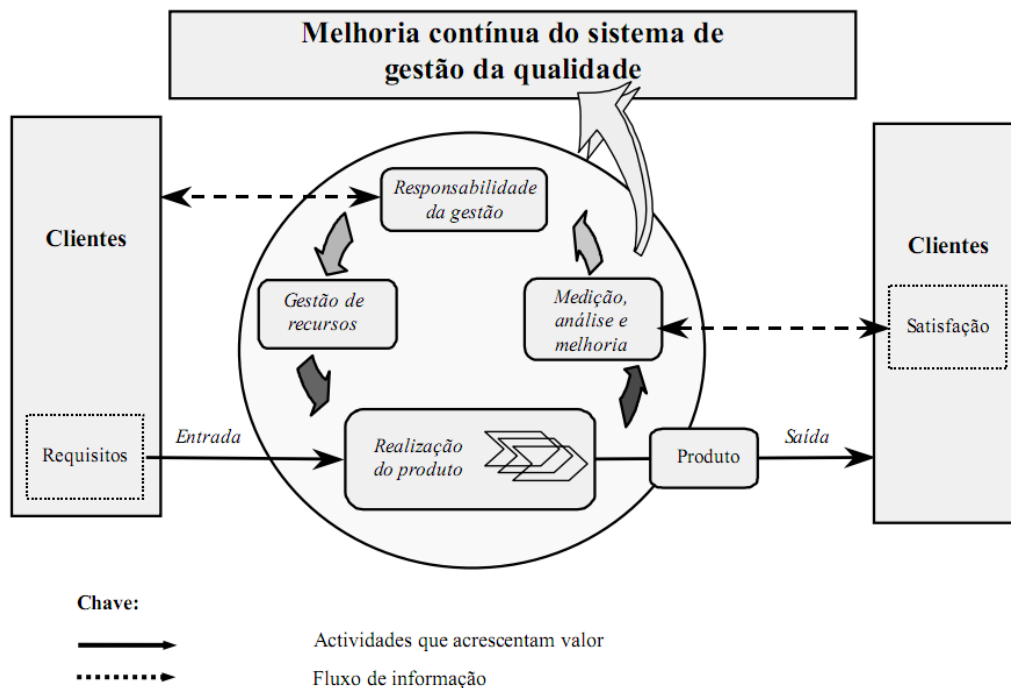 Melhoria contínua do sistema de
gestão da qualidade
Clientes
Requisitos
Entrada
Responsabilidade
da gestão
Gestão de
recursos
Medição,
análise e
melhoria
Realização
do produto
Produto
Saída
Clientes
Satisfação
Chave:
Actividades que acrescentam valor
Fluxo de informação